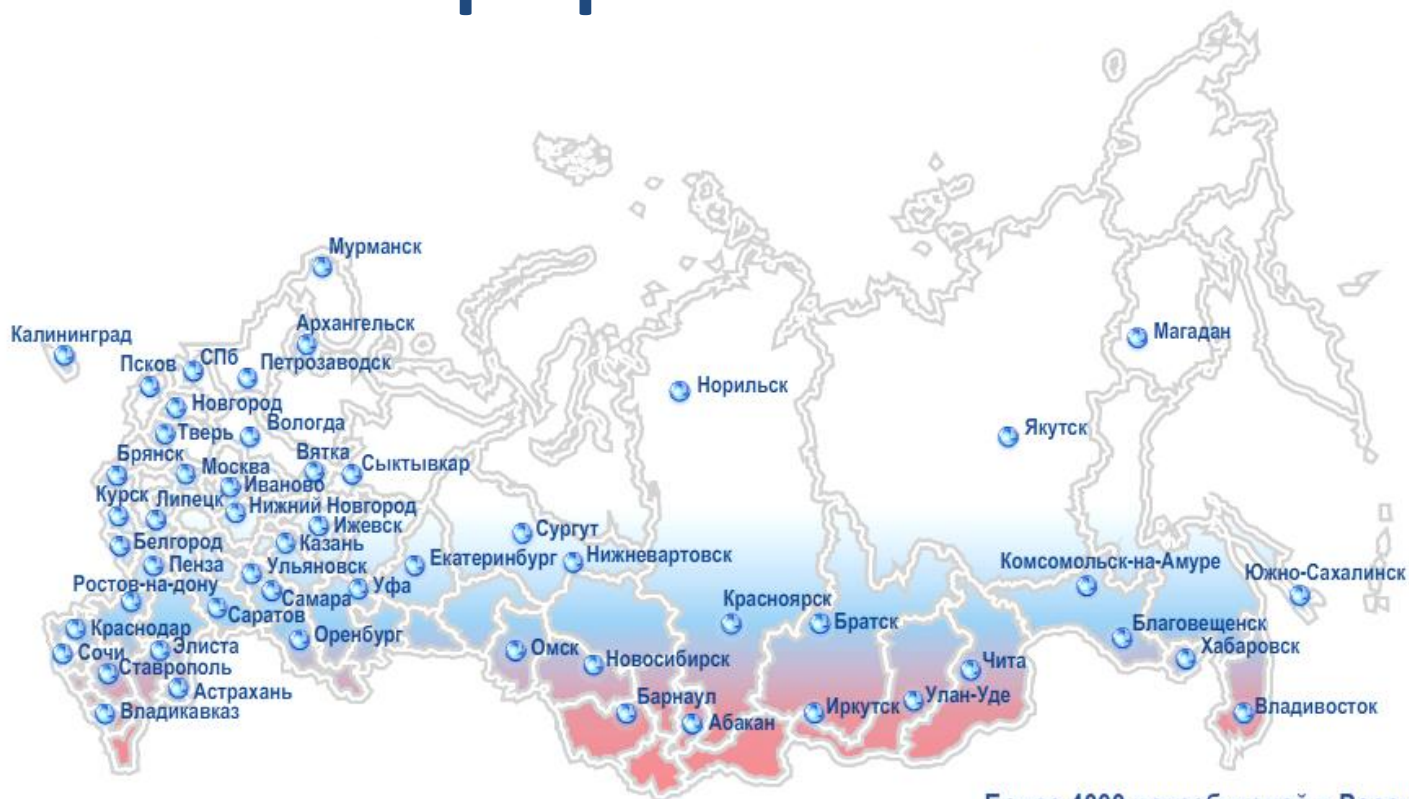 Мурманск
Архангельск
Калининград
Магадан
Псков
СПб
Петрозаводск
Норильск
Новгород
Вологда
Якутск
Тверь
Брянск
Вятка
Сыктывкар
Москва
Иваново
Курск
Липецк
Нижний Новгород
Ижевск
Сургут
Белгород
Казань
Екатеринбург
Нижневартовск
Комсомольск-на-Амуре
Южно-Сахалинск
Пенза
Ульяновск
Ростов-на-дону
Самара
Уфа
Красноярск
Саратов
Братск
Благовещенск
Краснодар
Оренбург
Элиста
Омск
Хабаровск
Сочи
Новосибирск
Чита
Ставрополь
Астрахань
Барнаул
Улан-Уде
Владикавказ
Абакан
Иркутск
Владивосток